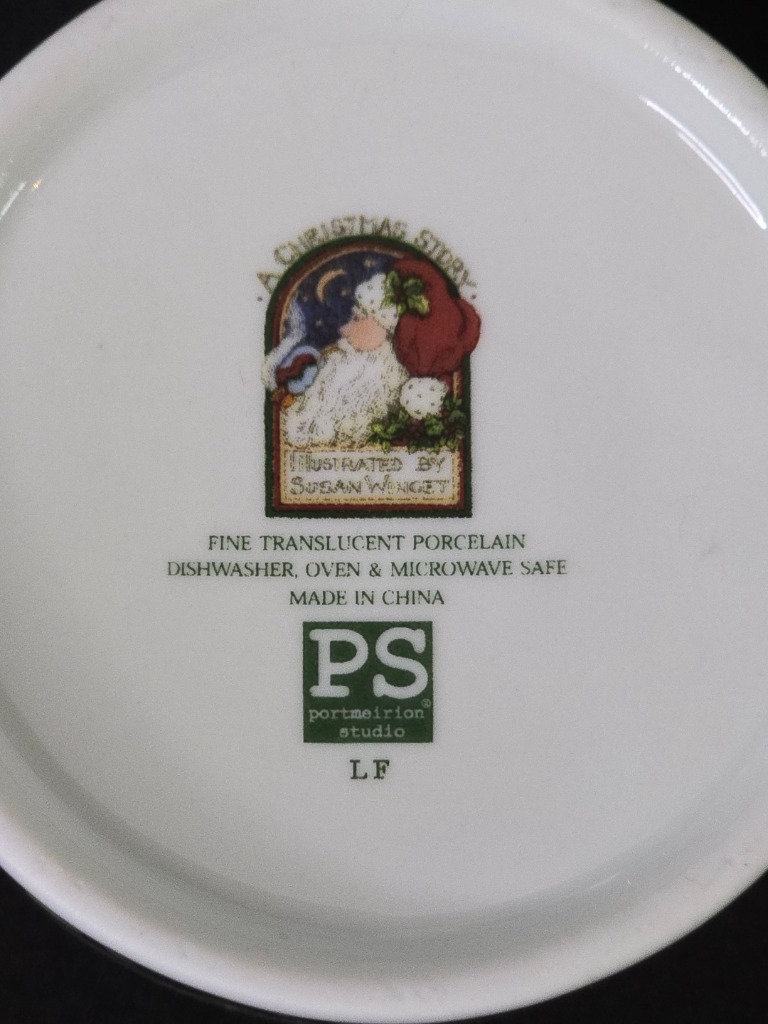 · A CHRISTMAS STORY ·
ILLUSTRATED BY
SUSAN WINGET
FINE TRANSLUCENT PORCELAIN
DISHWASHER, OVEN & MICROWAVE SAFE
MADE IN CHINA
PS
portmeirion®
studio
LF